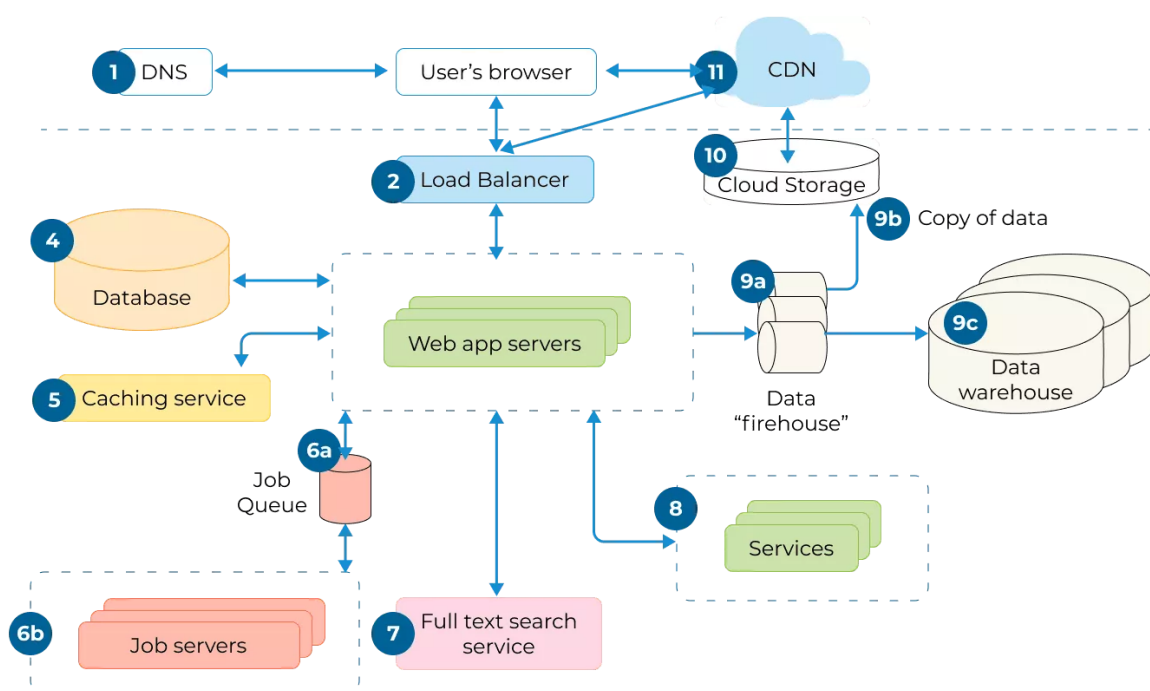 1
DNS
User's browser
11
CDN
2
Load Balancer
10
Cloud Storage
9b
Copy of data
4
Database
9a
9c
Web app servers
Data
warehouse
5
Caching service
Data
“firehouse”
6a
Job
Queue
8
Services
6b
Job servers
7
Full text search
service